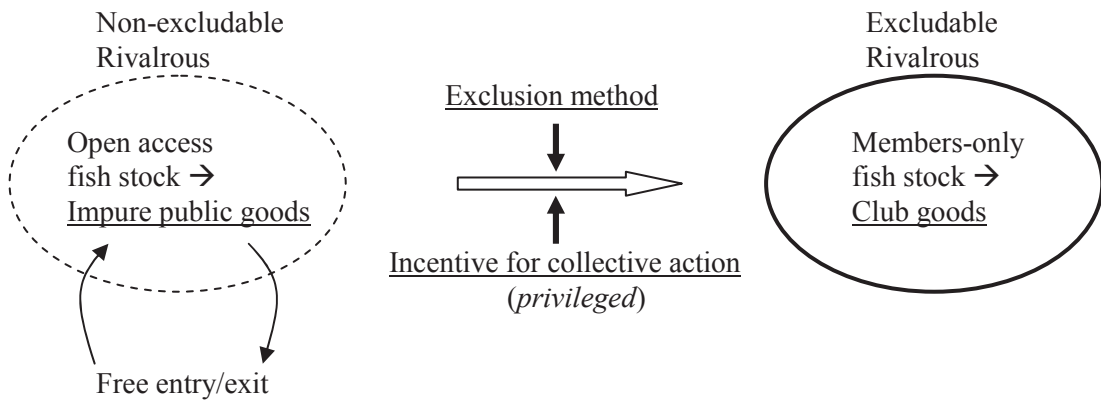 Non-excludable
Rivalrous
Open access
fish stock →
Impure public goods
Free entry/exit
Exclusion method
Incentive for collective action
(privileged)
Excludable
Rivalrous
Members-only
fish stock →
Club goods